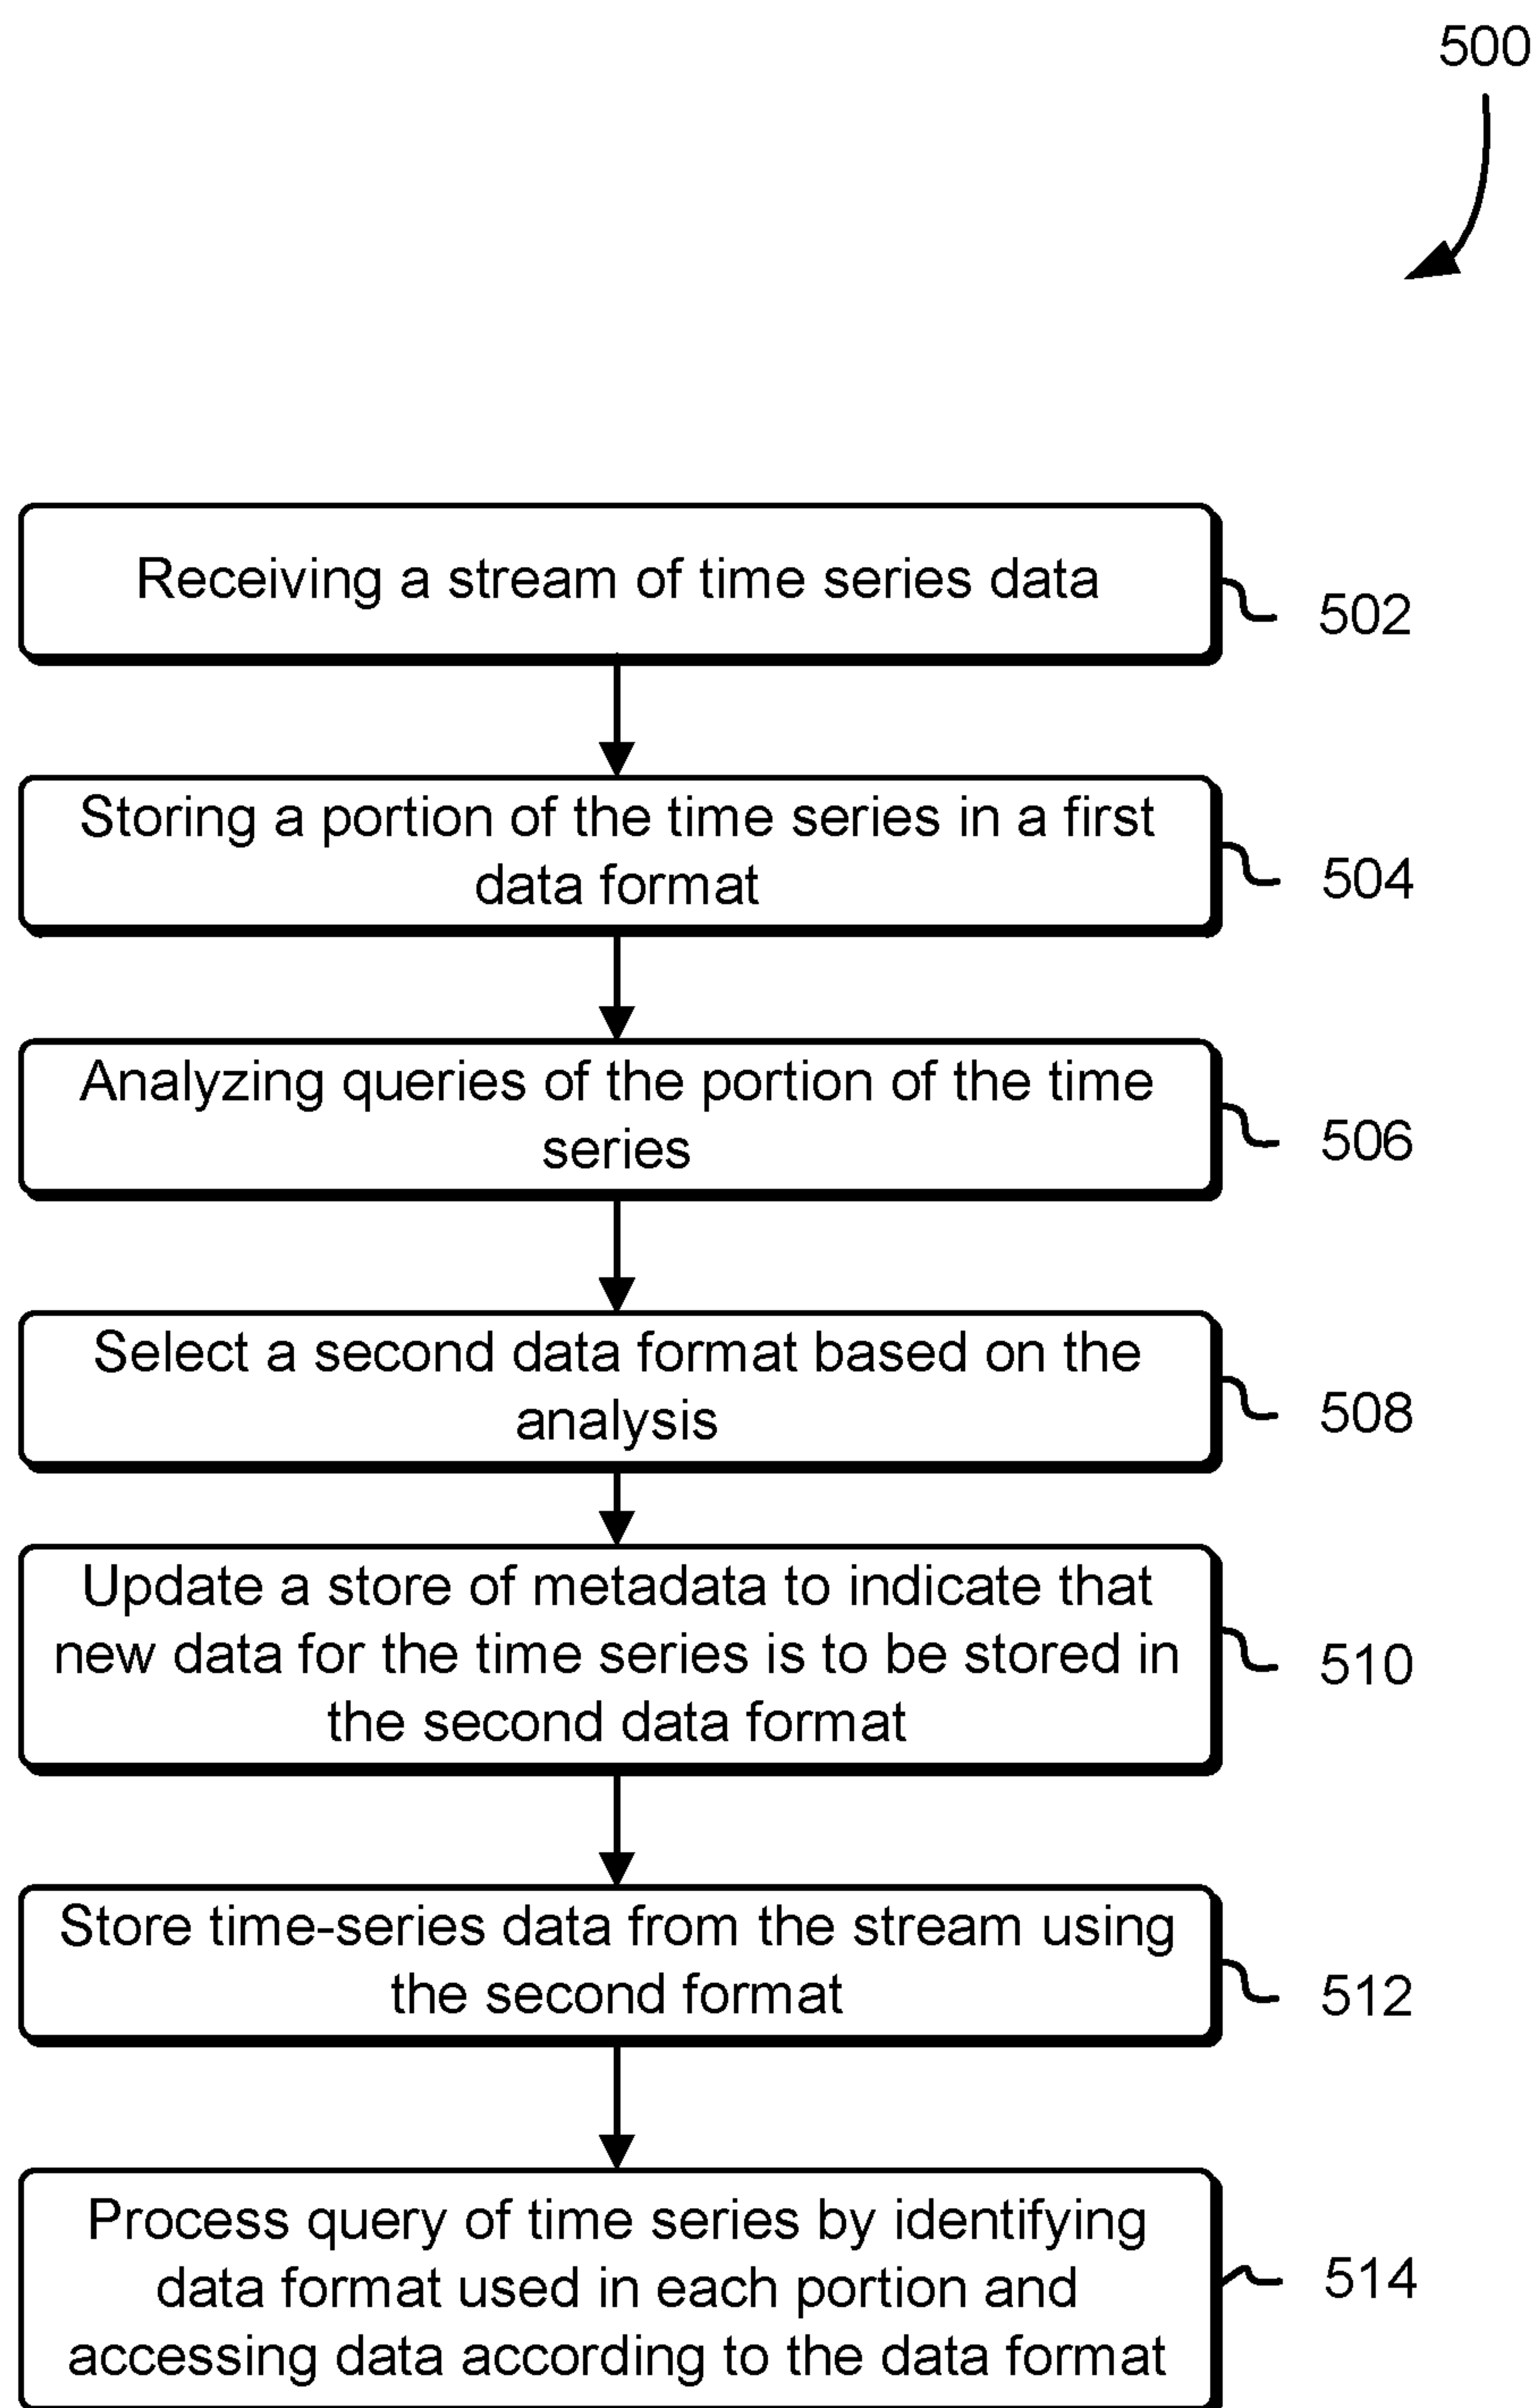 500
Receiving a stream of time series data
502
Storing a portion of the time series in a first
data format
504
Analyzing queries of the portion of the time
series
506
Select a second data format based on the
analysis
508
Update a store of metadata to indicate that
new data for the time series is to be stored in
the second data format
510
Store time-series data from the stream using
the second format
512
Process query of time series by identifying
data format used in each portion and
accessing data according to the data format
514